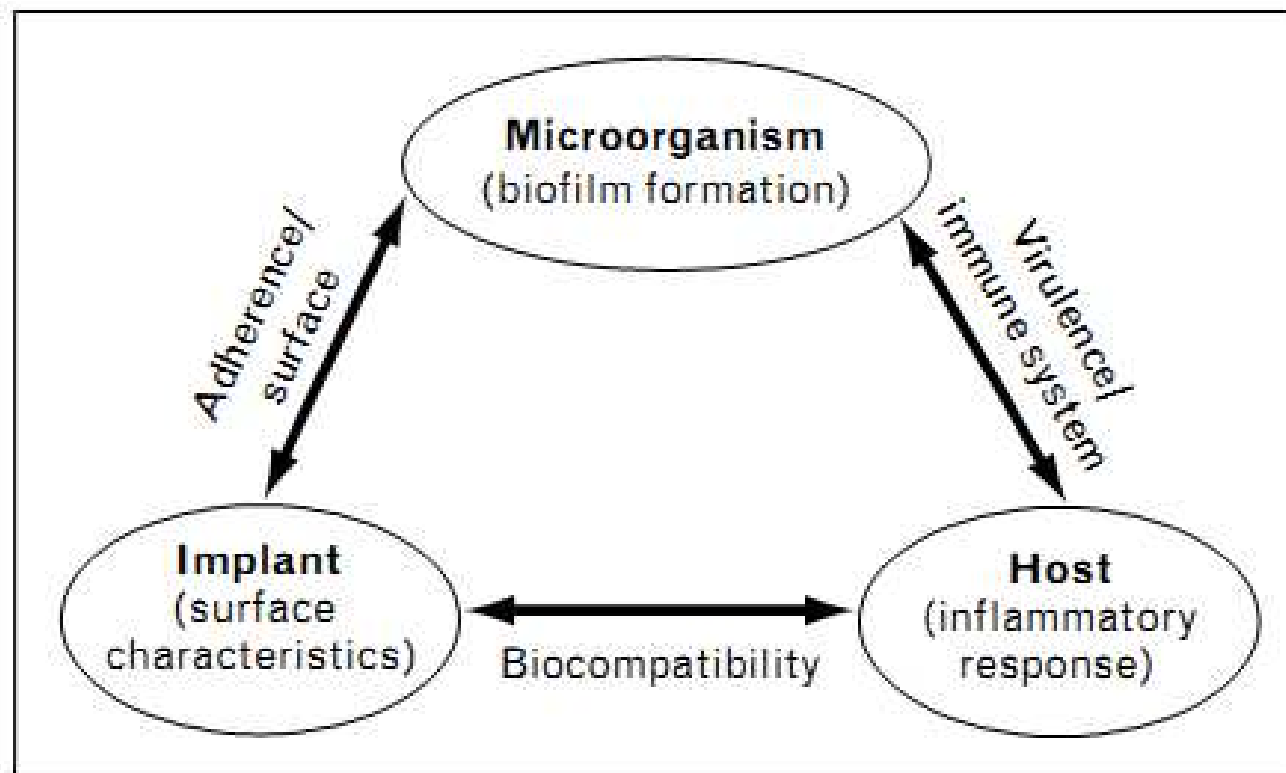 Microorganism
(biofilm formation)
Adherence/
surface
Virulence/
immune system
Implant
(surface
characteristics)
Biocompatibility
Host
(inflammatory
response)